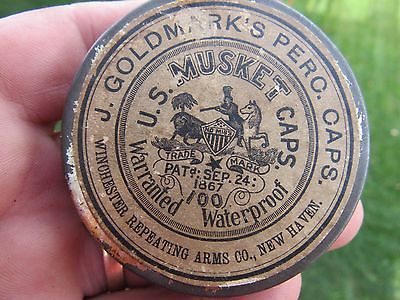 J. GOLDMARK'S PERC. CAPS.
U.S. MUSKET CAPS.
TRADE MARK
PATD. SEP. 24:
1867
100
Warranted Waterproof
WINCHESTER REPEATING ARMS CO., NEW HAVEN.